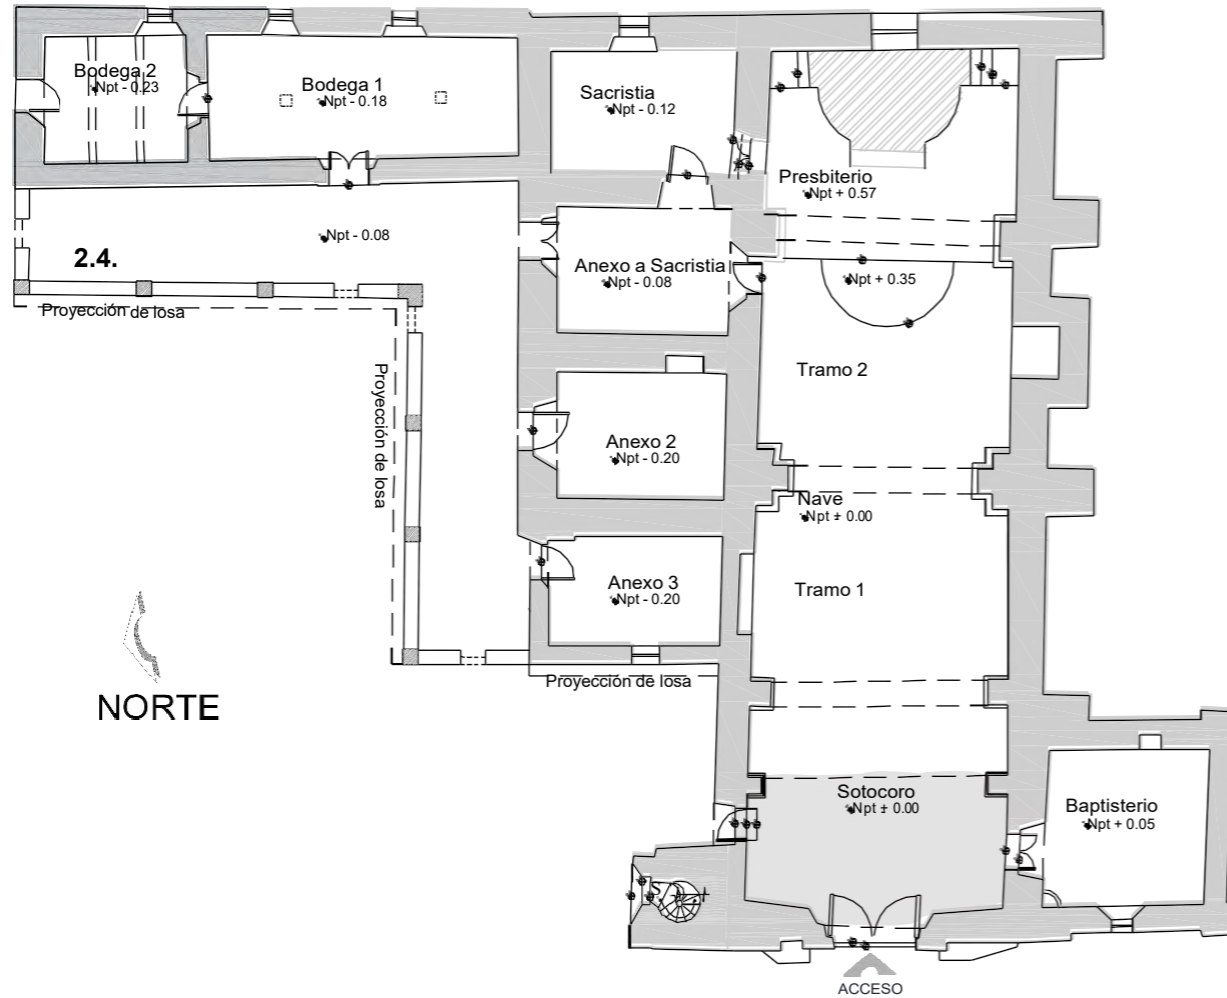 Bodega 2
Npt - 0.23
Bodega 1
Npt - 0.18
Sacristia
Npt - 0.12
Presbiterio
Npt + 0.57
Npt - 0.08
2.4.
Anexo a Sacristia
Npt - 0.08
Npt + 0.35
Proyección de losa
Proyección de losa
Tramo 2
Anexo 2
Npt - 0.20
Nave
Npt ± 0.00
Anexo 3
Npt - 0.20
Tramo 1
NORTE
Proyección de losa
Sotocoro
Npt ± 0.00
Baptisterio
Npt + 0.05
S
ACCESO